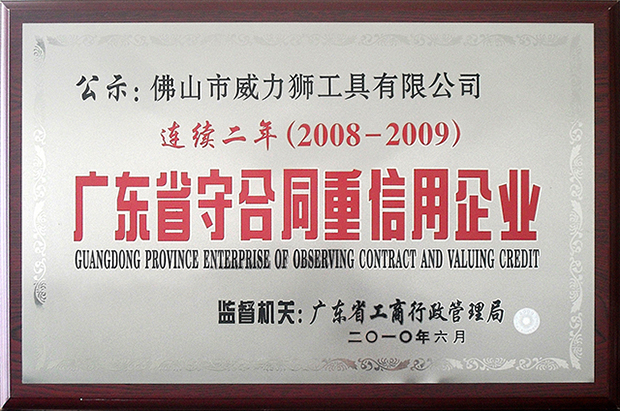 公示：佛山市威力狮工具有限公司
连续二年(2008-2009)
广东省守合同重信用企业
GUANGDONG PROVINCE ENTERPRISE OF OBSERVING CONTRACT AND VALUING CREDIT
监督机关：广东省工商行政管理局
二〇一〇年六月